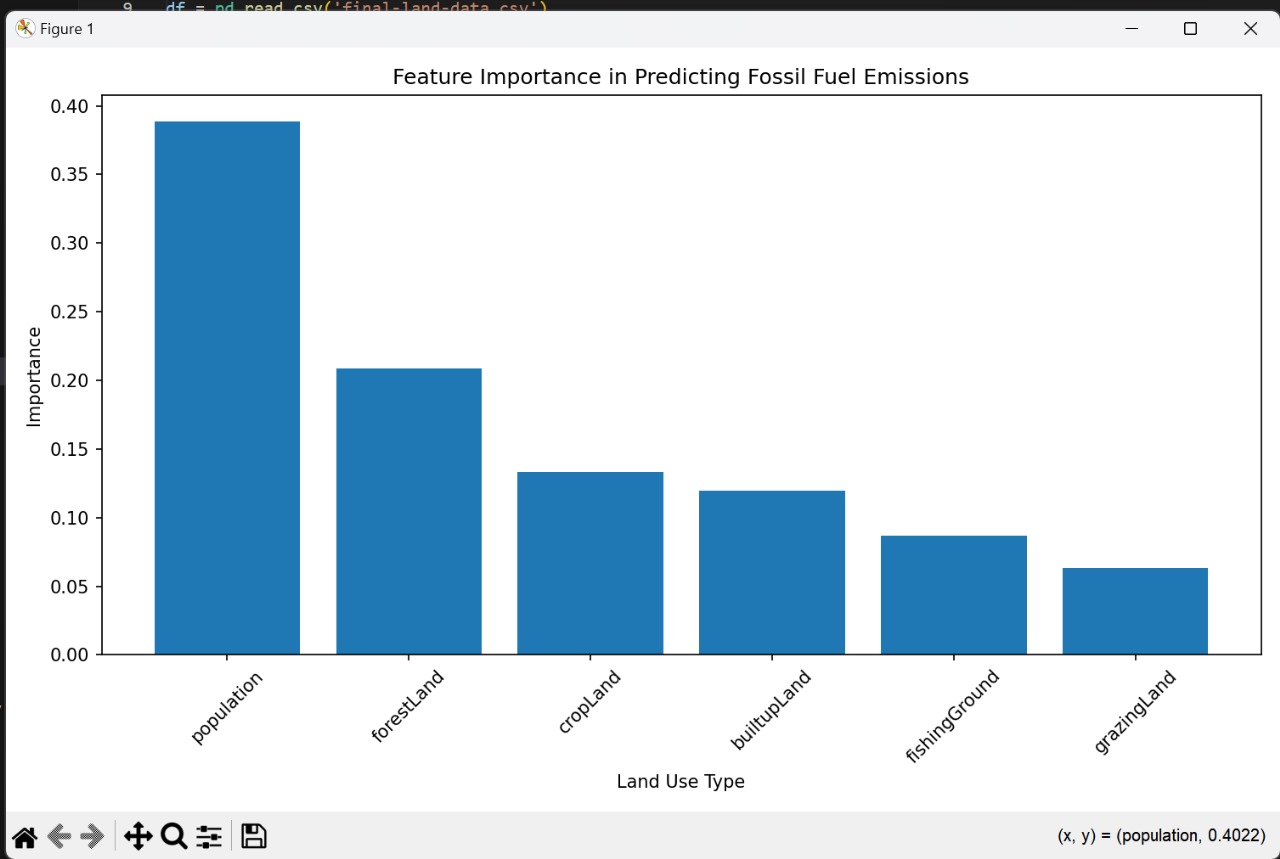 9 df = pd.read_csv('final-land-data.csv')
Figure 1
Feature Importance in Predicting Fossil Fuel Emissions
0.40
0.35
0.30
0.25
0.20
0.15
0.10
0.05
0.00
Importance
population
forestLand
cropLand
builtupLand
fishingGround
grazingLand
Land Use Type
(x, y) = (population, 0.4022)